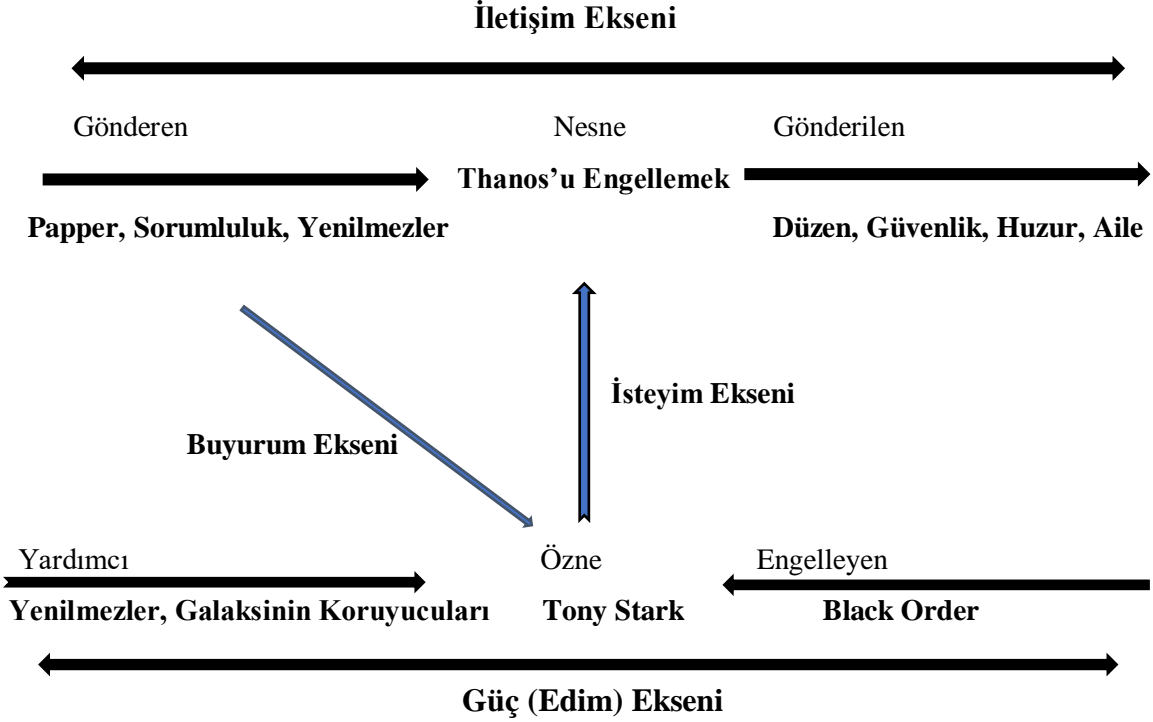 İletişim Ekseni
Gönderen Nesne Gönderilen
Thanos’u Engellemek
Papper, Sorumluluk, Yenilmezler Düzen, Güvenlik, Huzur, Aile
İsteyim Ekseni
Buyurum Ekseni
Yardımcı Özne Engelleyen
Yenilmezler, Galaksinin Koruyucuları Tony Stark Black Order
Güç (Edim) Ekseni